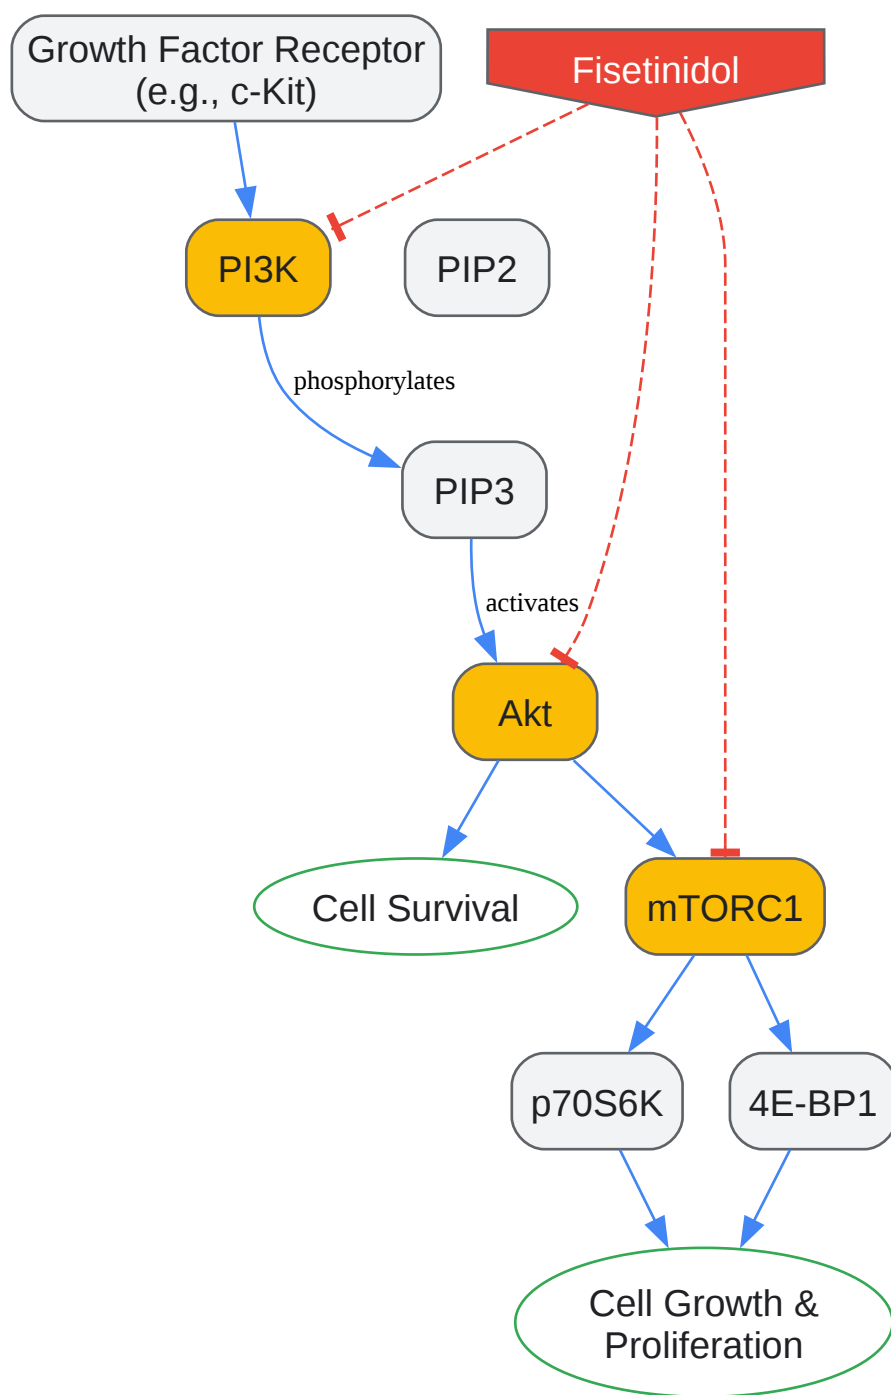 Growth Factor Receptor
(e.g., c-Kit)
Fisetinidol
PI3K
PIP2
phosphorylates
PIP3
activates
Akt
Cell Survival
mTORC1
p70S6K
4E-BP1
Cell Growth &
Proliferation